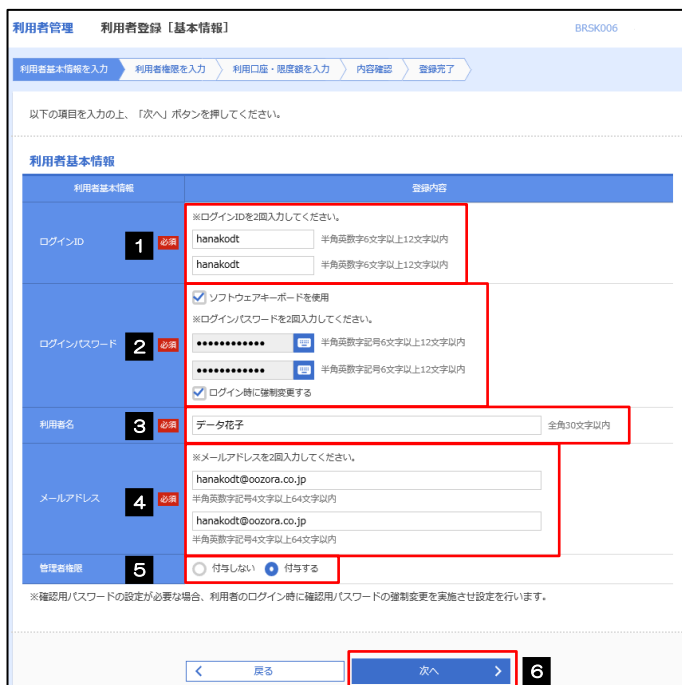 利用者管理 利用者登録［基本情報］ BRSK006
利用者基本情報を入力 利用者権限を入力 利用口座・限度額を入力 内容確認 登録完了
以下の項目を入力の上、「次へ」ボタンを押してください。
利用者基本情報
利用者基本情報 登録内容
※ログインIDを2回入力してください。
ログインID 1 必須 hanakodt 半角英数字6文字以上12文字以内
hanakodt 半角英数字6文字以上12文字以内
ソフトウェアキーボードを使用
※ログインパスワードを2回入力してください。
ログインパスワード 2 必須 ●●●●●●●●●●●● 半角英数字記号6文字以上12文字以内
●●●●●●●●●●●● 半角英数字記号6文字以上12文字以内
ログイン時に強制変更する
利用者名 3 必須 データ花子 全角30文字以内
※メールアドレスを2回入力してください。
hanakodt@oozora.co.jp
メールアドレス 4 必須 半角英数字記号4文字以上64文字以内
hanakodt@oozora.co.jp
半角英数字記号4文字以上64文字以内
管理者権限 5 付与しない 付与する
※確認用パスワードの設定が必要な場合、利用者のログイン時に確認用パスワードの強制変更を実施させ設定を行います。
戻る 次へ 6